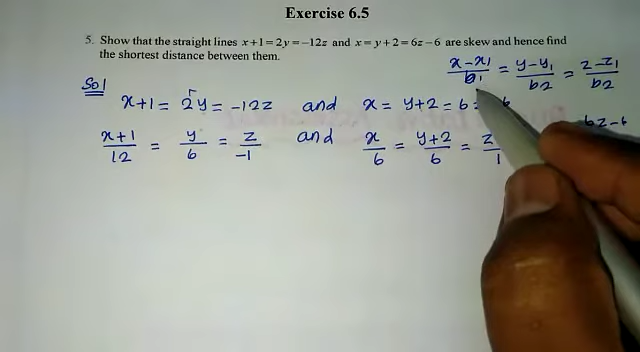 Exercise 6.5
5. Show that the straight lines x+1=2y=−12z and x=y+2=6z−6 are skew and hence find
the shortest distance between them.
x-x₁/b₁ = y-y₁/b2 = z-z₁/b2
Sol
x+1 = 2y = -12z and x = y+2 = 6
6z-6
x+1/12 = y/6 = z/-1 and x/6 = y+2/6 = z/1